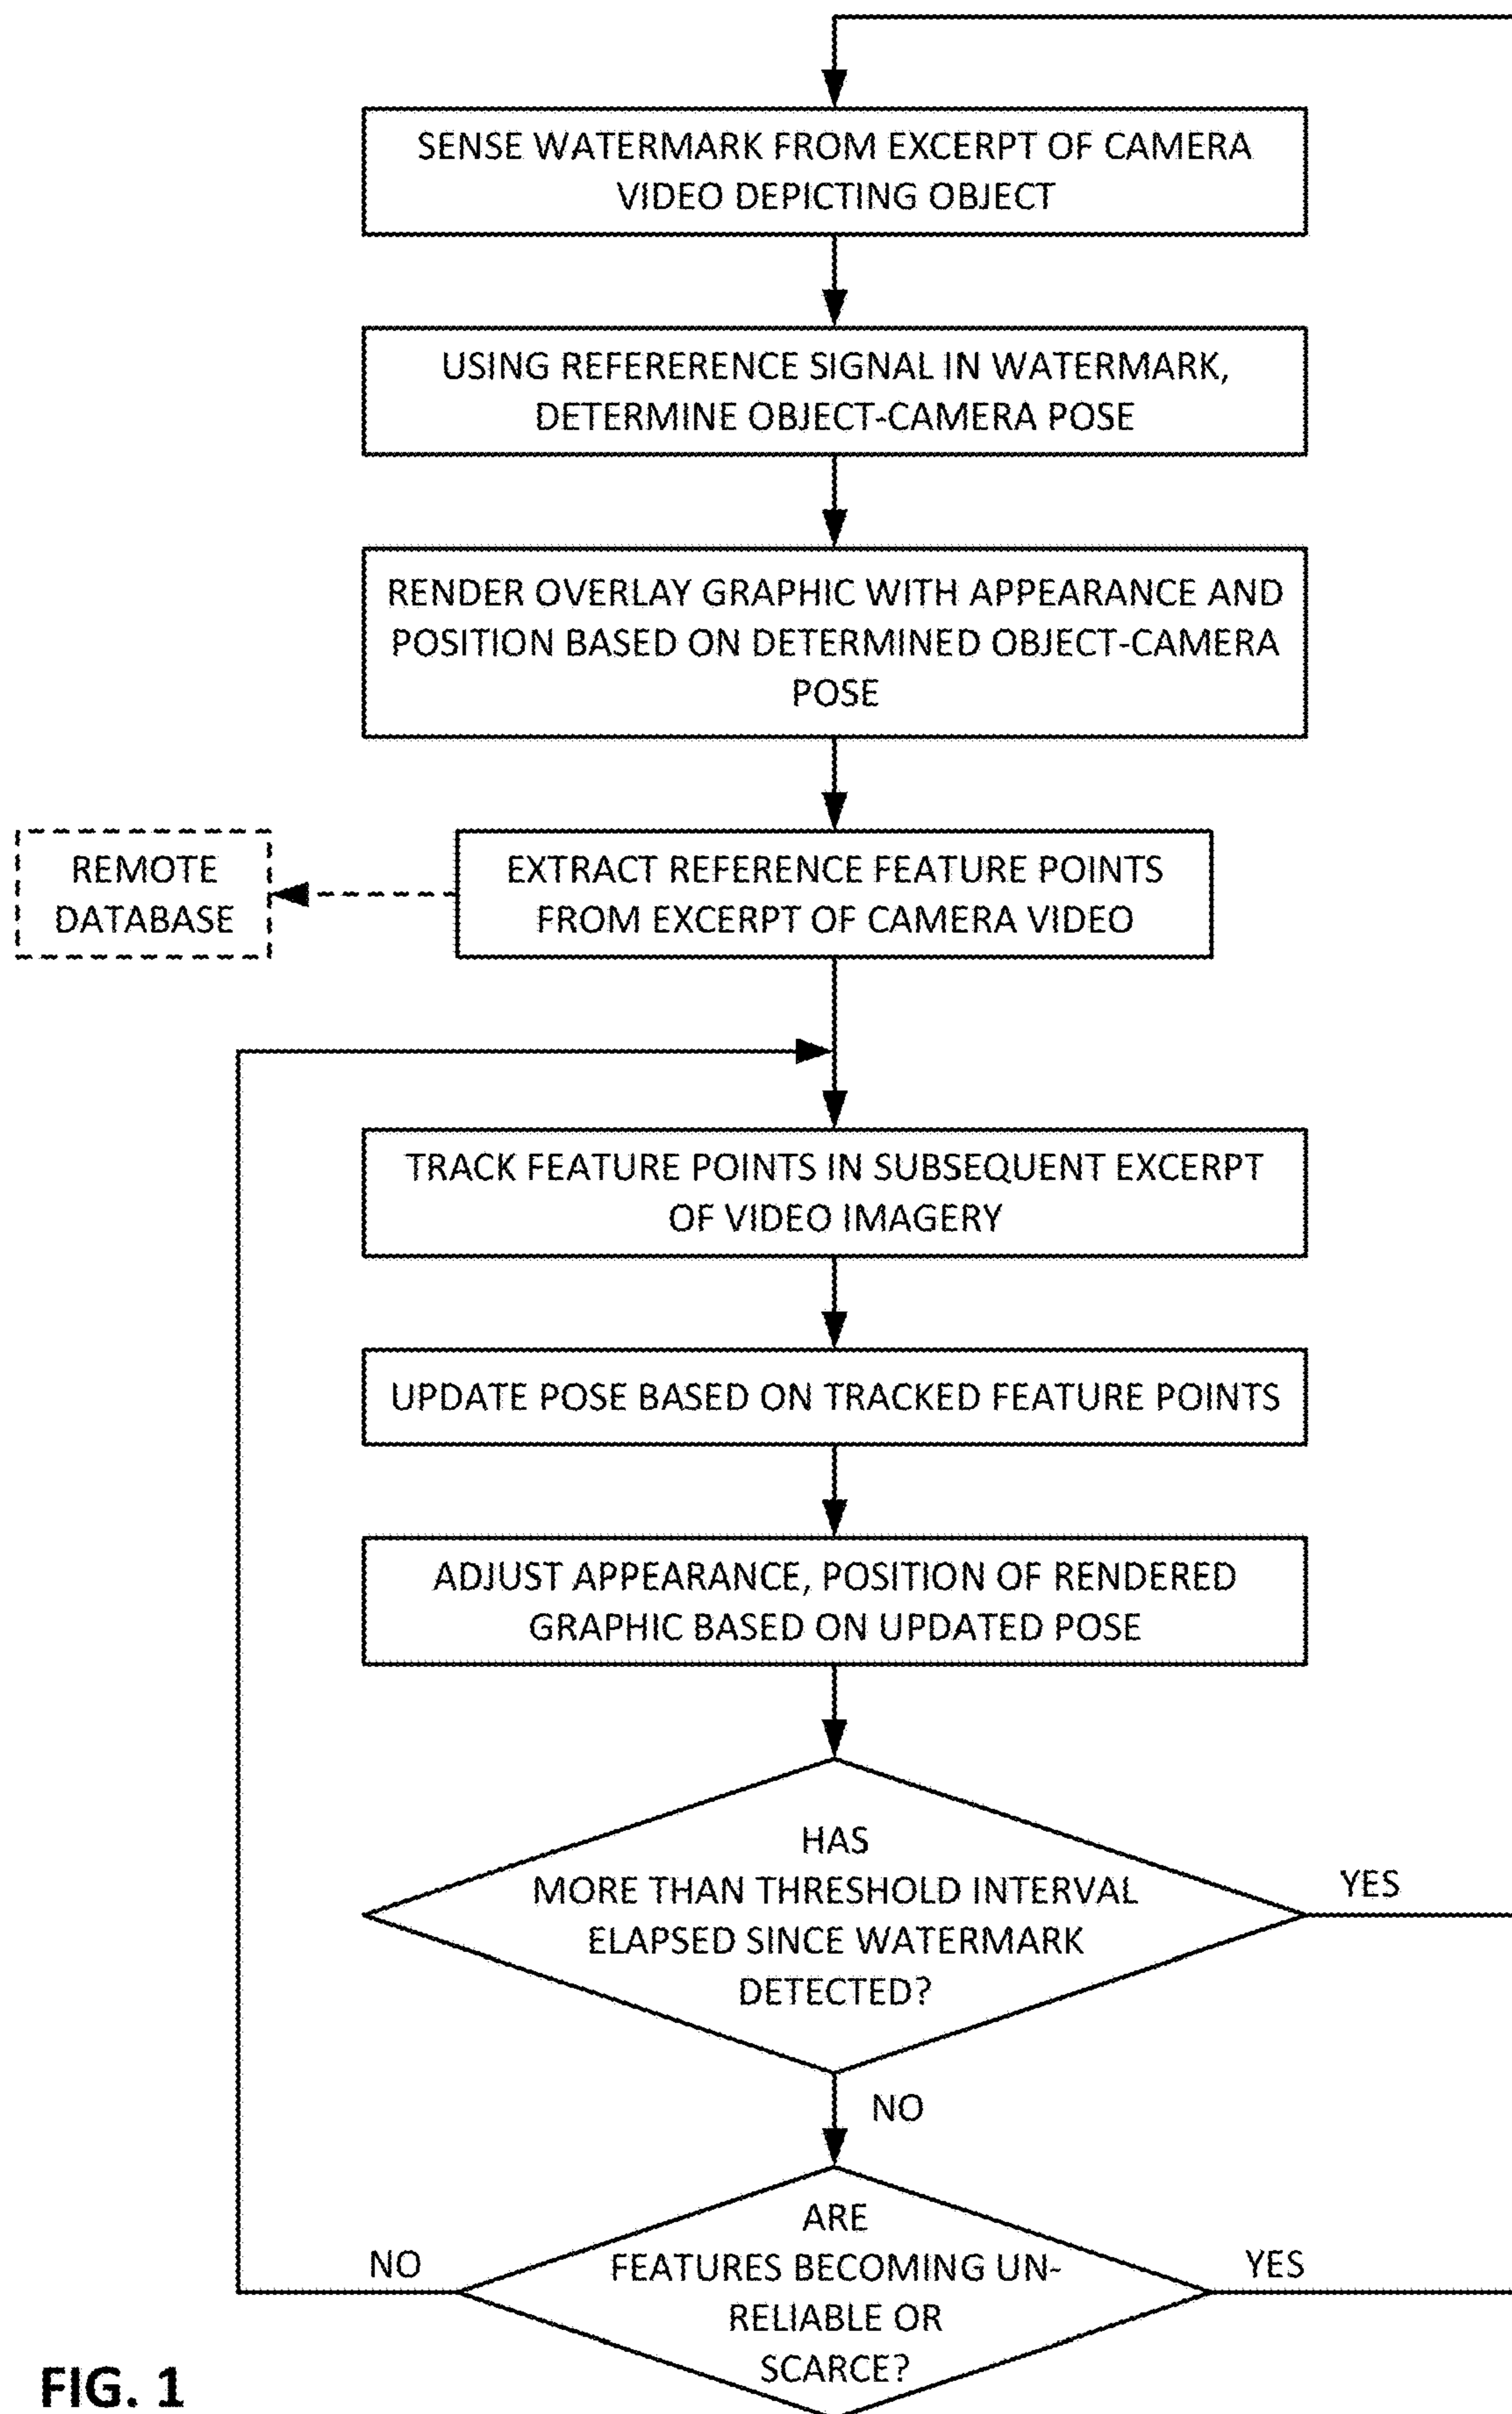 SENSE WATERMARK FROM EXCERPT OF CAMERA
VIDEO DEPICTING OBJECT
USING REFERERENCE SIGNAL IN WATERMARK,
DETERMINE OBJECT-CAMERA POSE
RENDER OVERLAY GRAPHIC WITH APPEARANCE AND
POSITION BASED ON DETERMINED OBJECT-CAMERA
POSE
REMOTE
DATABASE
EXTRACT REFERENCE FEATURE POINTS
FROM EXCERPT OF CAMERA VIDEO
TRACK FEATURE POINTS IN SUBSEQUENT EXCERPT
OF VIDEO IMAGERY
UPDATE POSE BASED ON TRACKED FEATURE POINTS
ADJUST APPEARANCE, POSITION OF RENDERED
GRAPHIC BASED ON UPDATED POSE
HAS
MORE THAN THRESHOLD INTERVAL
ELAPSED SINCE WATERMARK
DETECTED?
YES
NO
ARE
FEATURES BECOMING UN-
RELIABLE OR
SCARCE?
NO
YES
FIG. 1